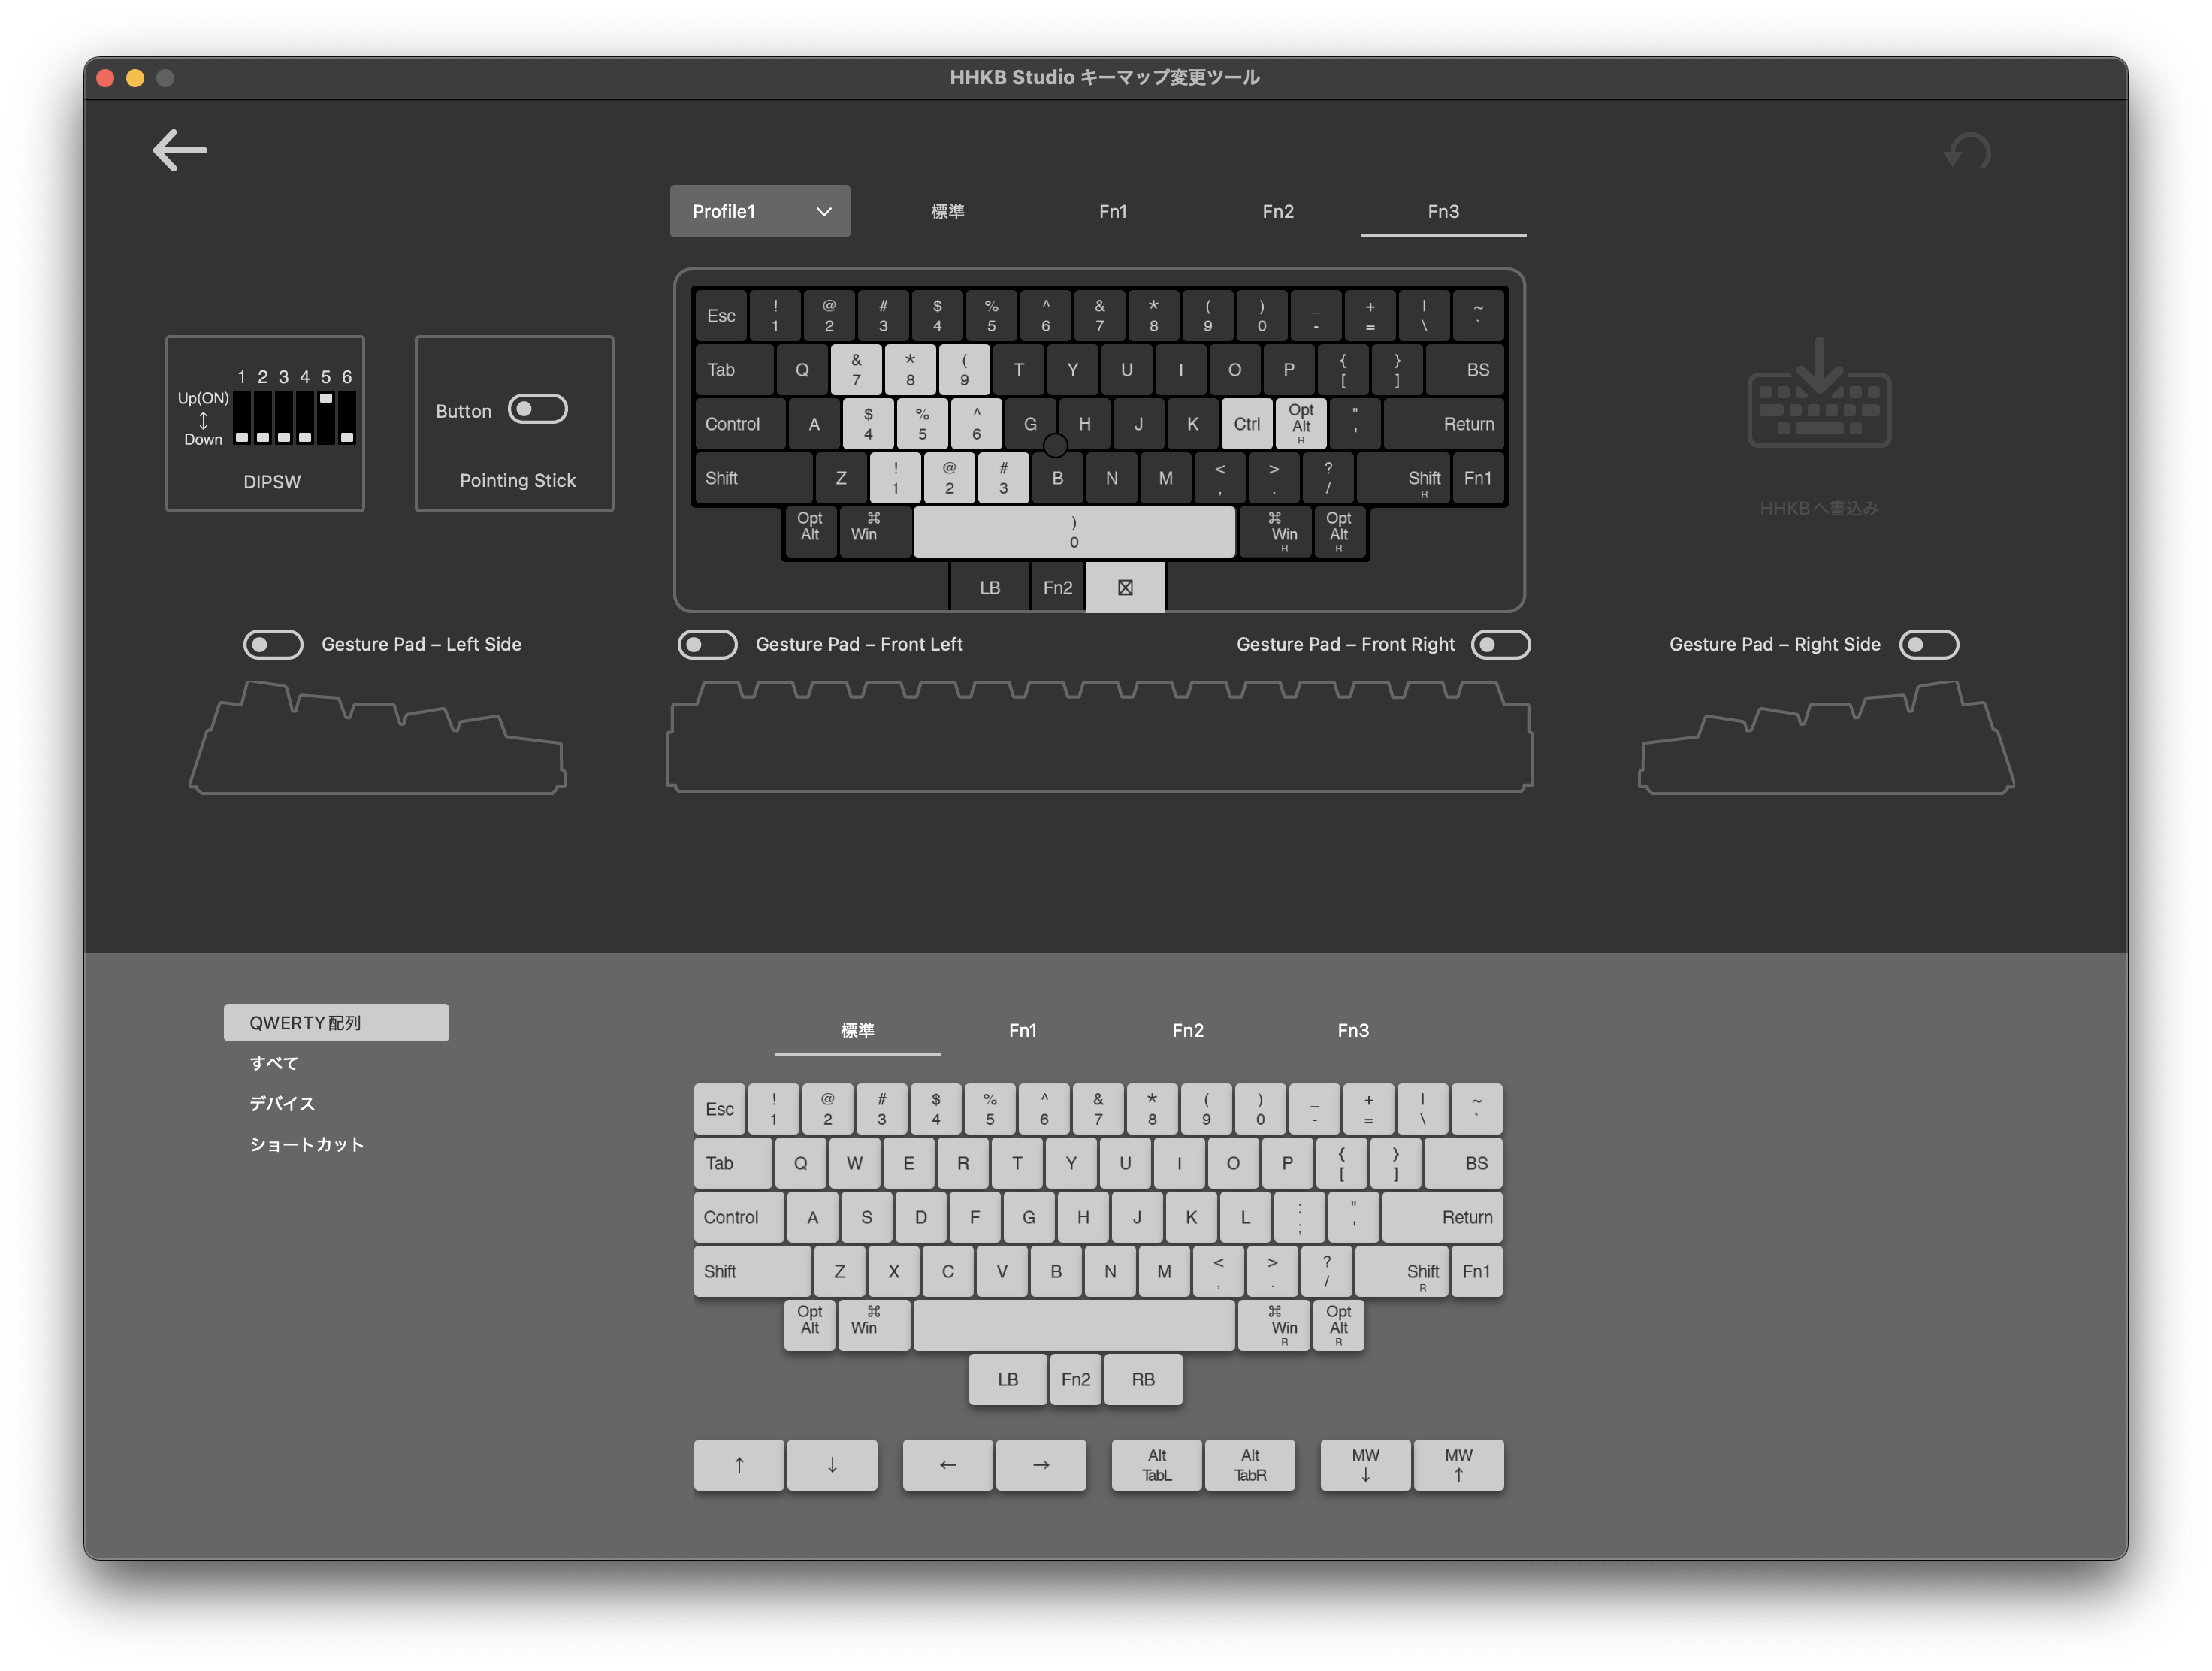 HHKB Studio キーマップ変更ツール
Profile1 標準 Fn1 Fn2 Fn3
1 2 3 4 5 6
Up(ON)
↕
Down
DIPSW
Button
Pointing Stick
Esc ! 1 @ 2 # 3 $ 4 % 5 ^ 6 & 7 * 8 ( 9 ) 0 _ - + = | \ ~ `
Tab Q & 7 * 8 ( 9 T Y U I O P { [ } ] BS
Control A $ 4 % 5 ^ 6 G H J K Ctrl Opt Alt R " ' Return
Shift Z ! 1 @ 2 # 3 B N M < , > . ? / Shift R Fn1
Opt Alt ⌘ Win ) 0 ⌘ Win R Opt Alt R
LB Fn2 ☒
HHKBへ書込み
Gesture Pad – Left Side
Gesture Pad – Front Left
Gesture Pad – Front Right
Gesture Pad – Right Side
QWERTY配列
すべて
デバイス
ショートカット
標準 Fn1 Fn2 Fn3
Esc ! 1 @ 2 # 3 $ 4 % 5 ^ 6 & 7 * 8 ( 9 ) 0 _ - + = | \ ~ `
Tab Q W E R T Y U I O P { [ } ] BS
Control A S D F G H J K L : ; " ' Return
Shift Z X C V B N M < , > . ? / Shift R Fn1
Opt Alt ⌘ Win ⌘ Win R Opt Alt R
LB Fn2 RB
↑ ↓ ← → Alt TabL Alt TabR MW ↓ MW ↑